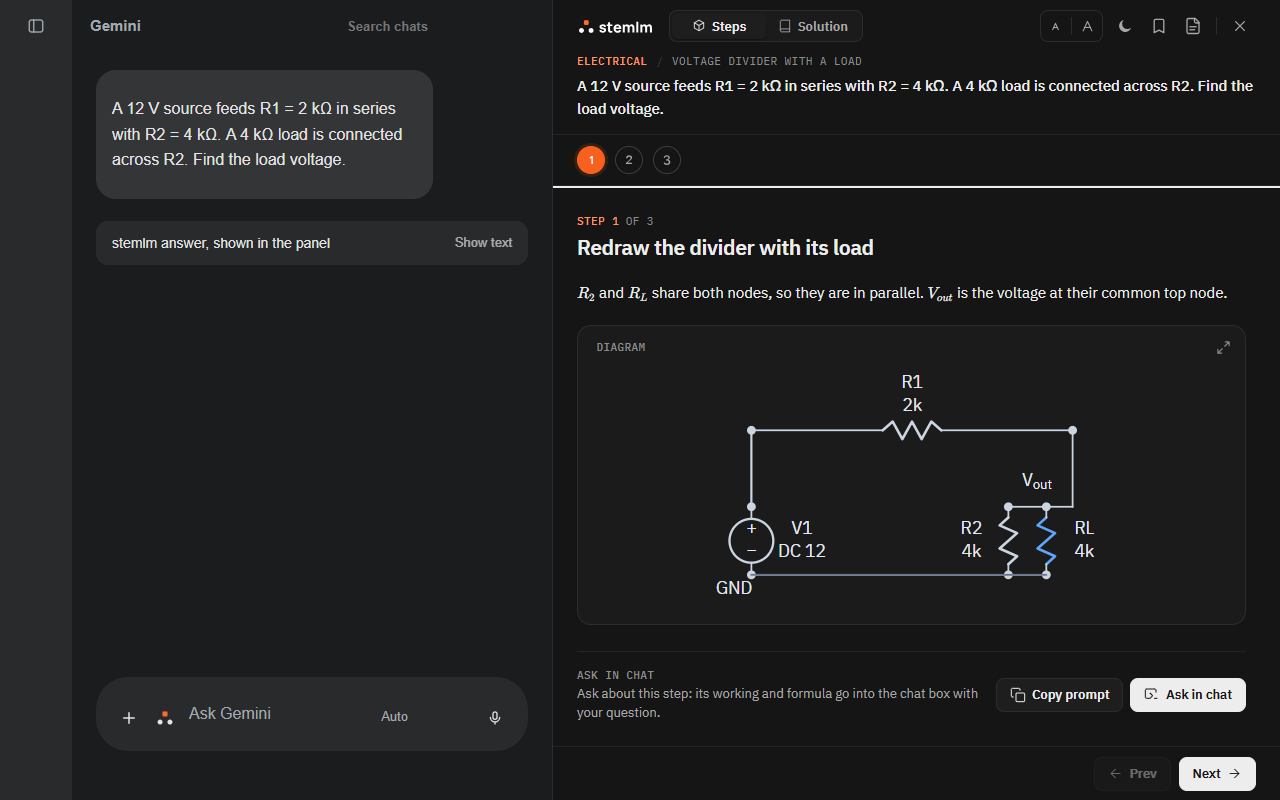 Gemini
Search chats
A 12 V source feeds R1 = 2 kΩ in series
with R2 = 4 kΩ. A 4 kΩ load is connected
across R2. Find the load voltage.
stemlm answer, shown in the panel
Show text
Ask Gemini
Auto
stemlm
Steps
Solution
A
A
ELECTRICAL / VOLTAGE DIVIDER WITH A LOAD
A 12 V source feeds R1 = 2 kΩ in series with R2 = 4 kΩ. A 4 kΩ load is connected across R2. Find the
load voltage.
1
2
3
STEP 1 OF 3
Redraw the divider with its load
R2 and RL share both nodes, so they are in parallel. Vout is the voltage at their common top node.
DIAGRAM
R1
2k
Vout
+
−
V1
DC 12
R2
4k
RL
4k
GND
ASK IN CHAT
Ask about this step: its working and formula go into the chat box with
your question.
Copy prompt
Ask in chat
Prev
Next